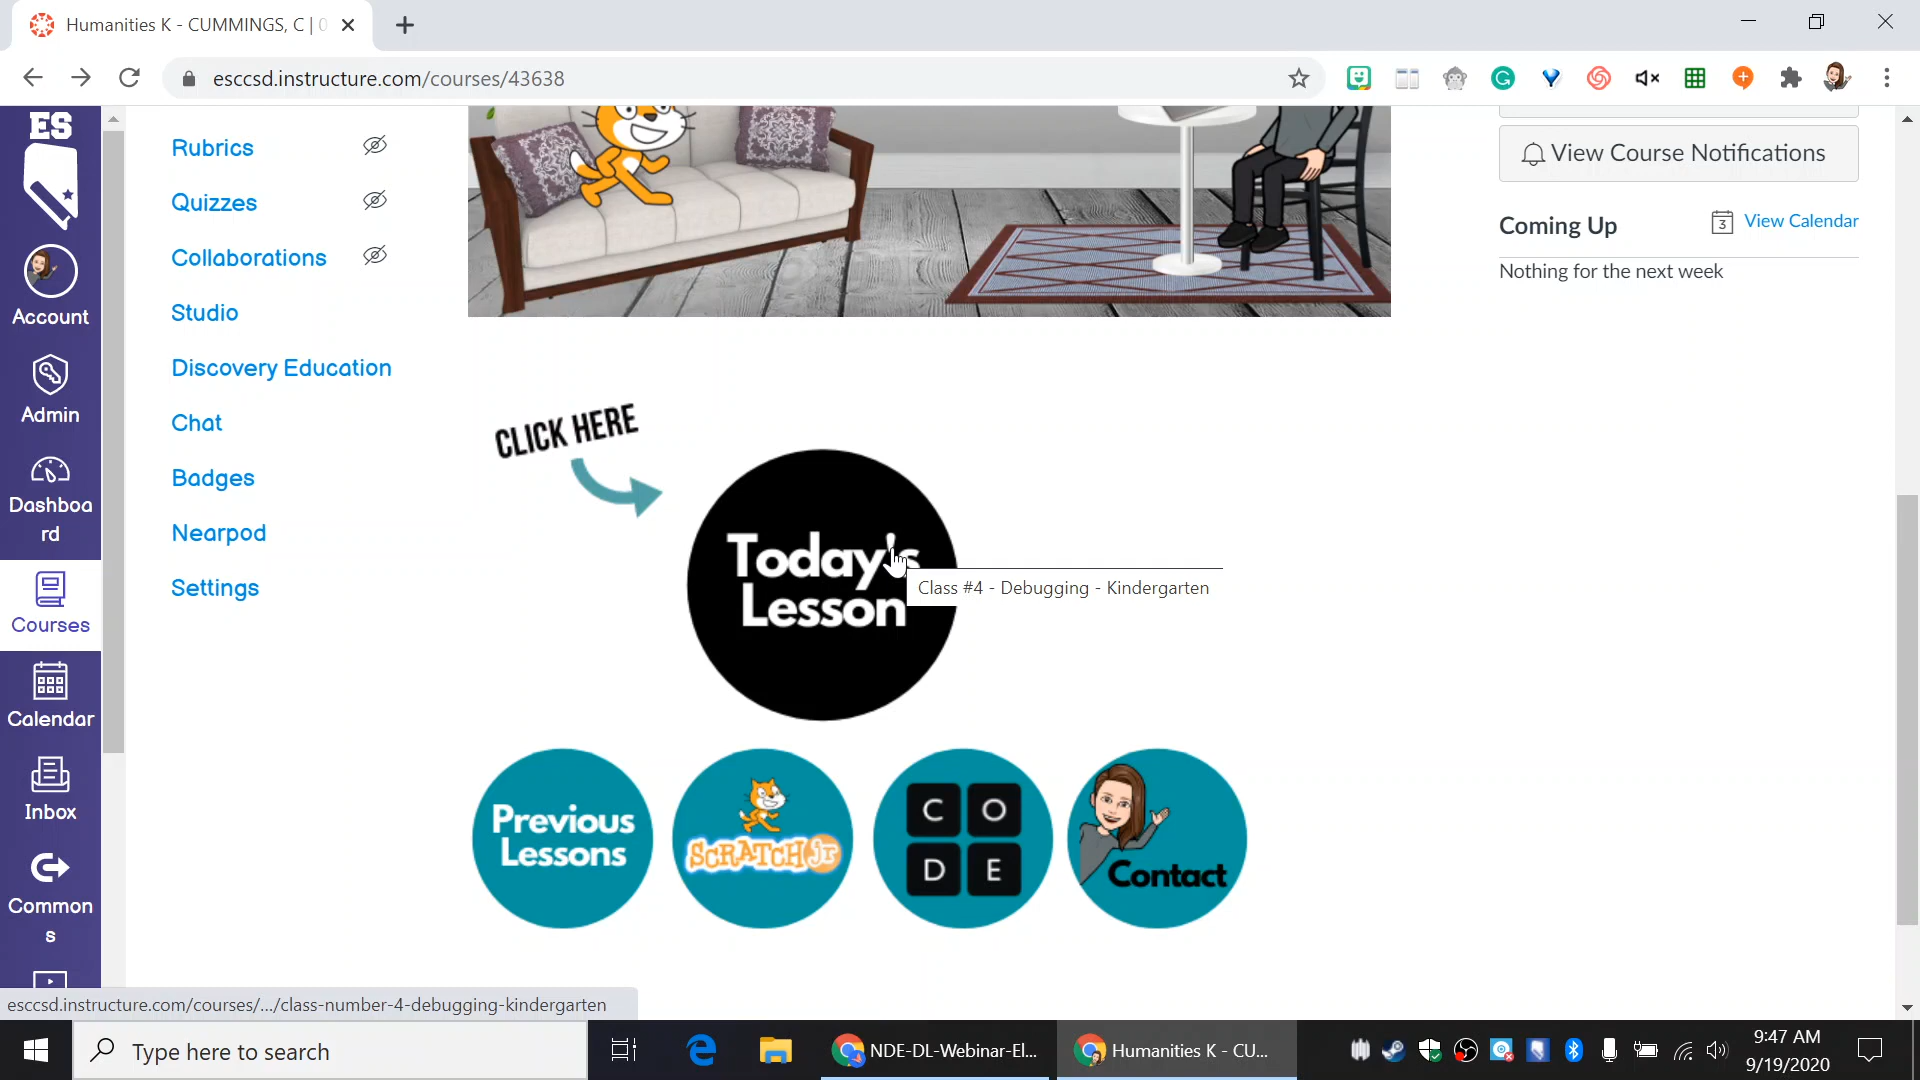 Humanities K - CUMMINGS, C | 0
esccsd.instructure.com/courses/43638
ES
Account
Admin
Dashboa
rd
Courses
Calendar
Inbox
Common
s
Rubrics
Quizzes
Collaborations
Studio
Discovery Education
Chat
Badges
Nearpod
Settings
CLICK HERE
Today's
Lesson
Class #4 - Debugging - Kindergarten
Previous
Lessons
SCRATCHJr
C O
D E
Contact
View Course Notifications
Coming Up
3
View Calendar
Nothing for the next week
esccsd.instructure.com/courses/.../class-number-4-debugging-kindergarten
Type here to search
NDE-DL-Webinar-El...
Humanities K - CU...
9:47 AM
9/19/2020